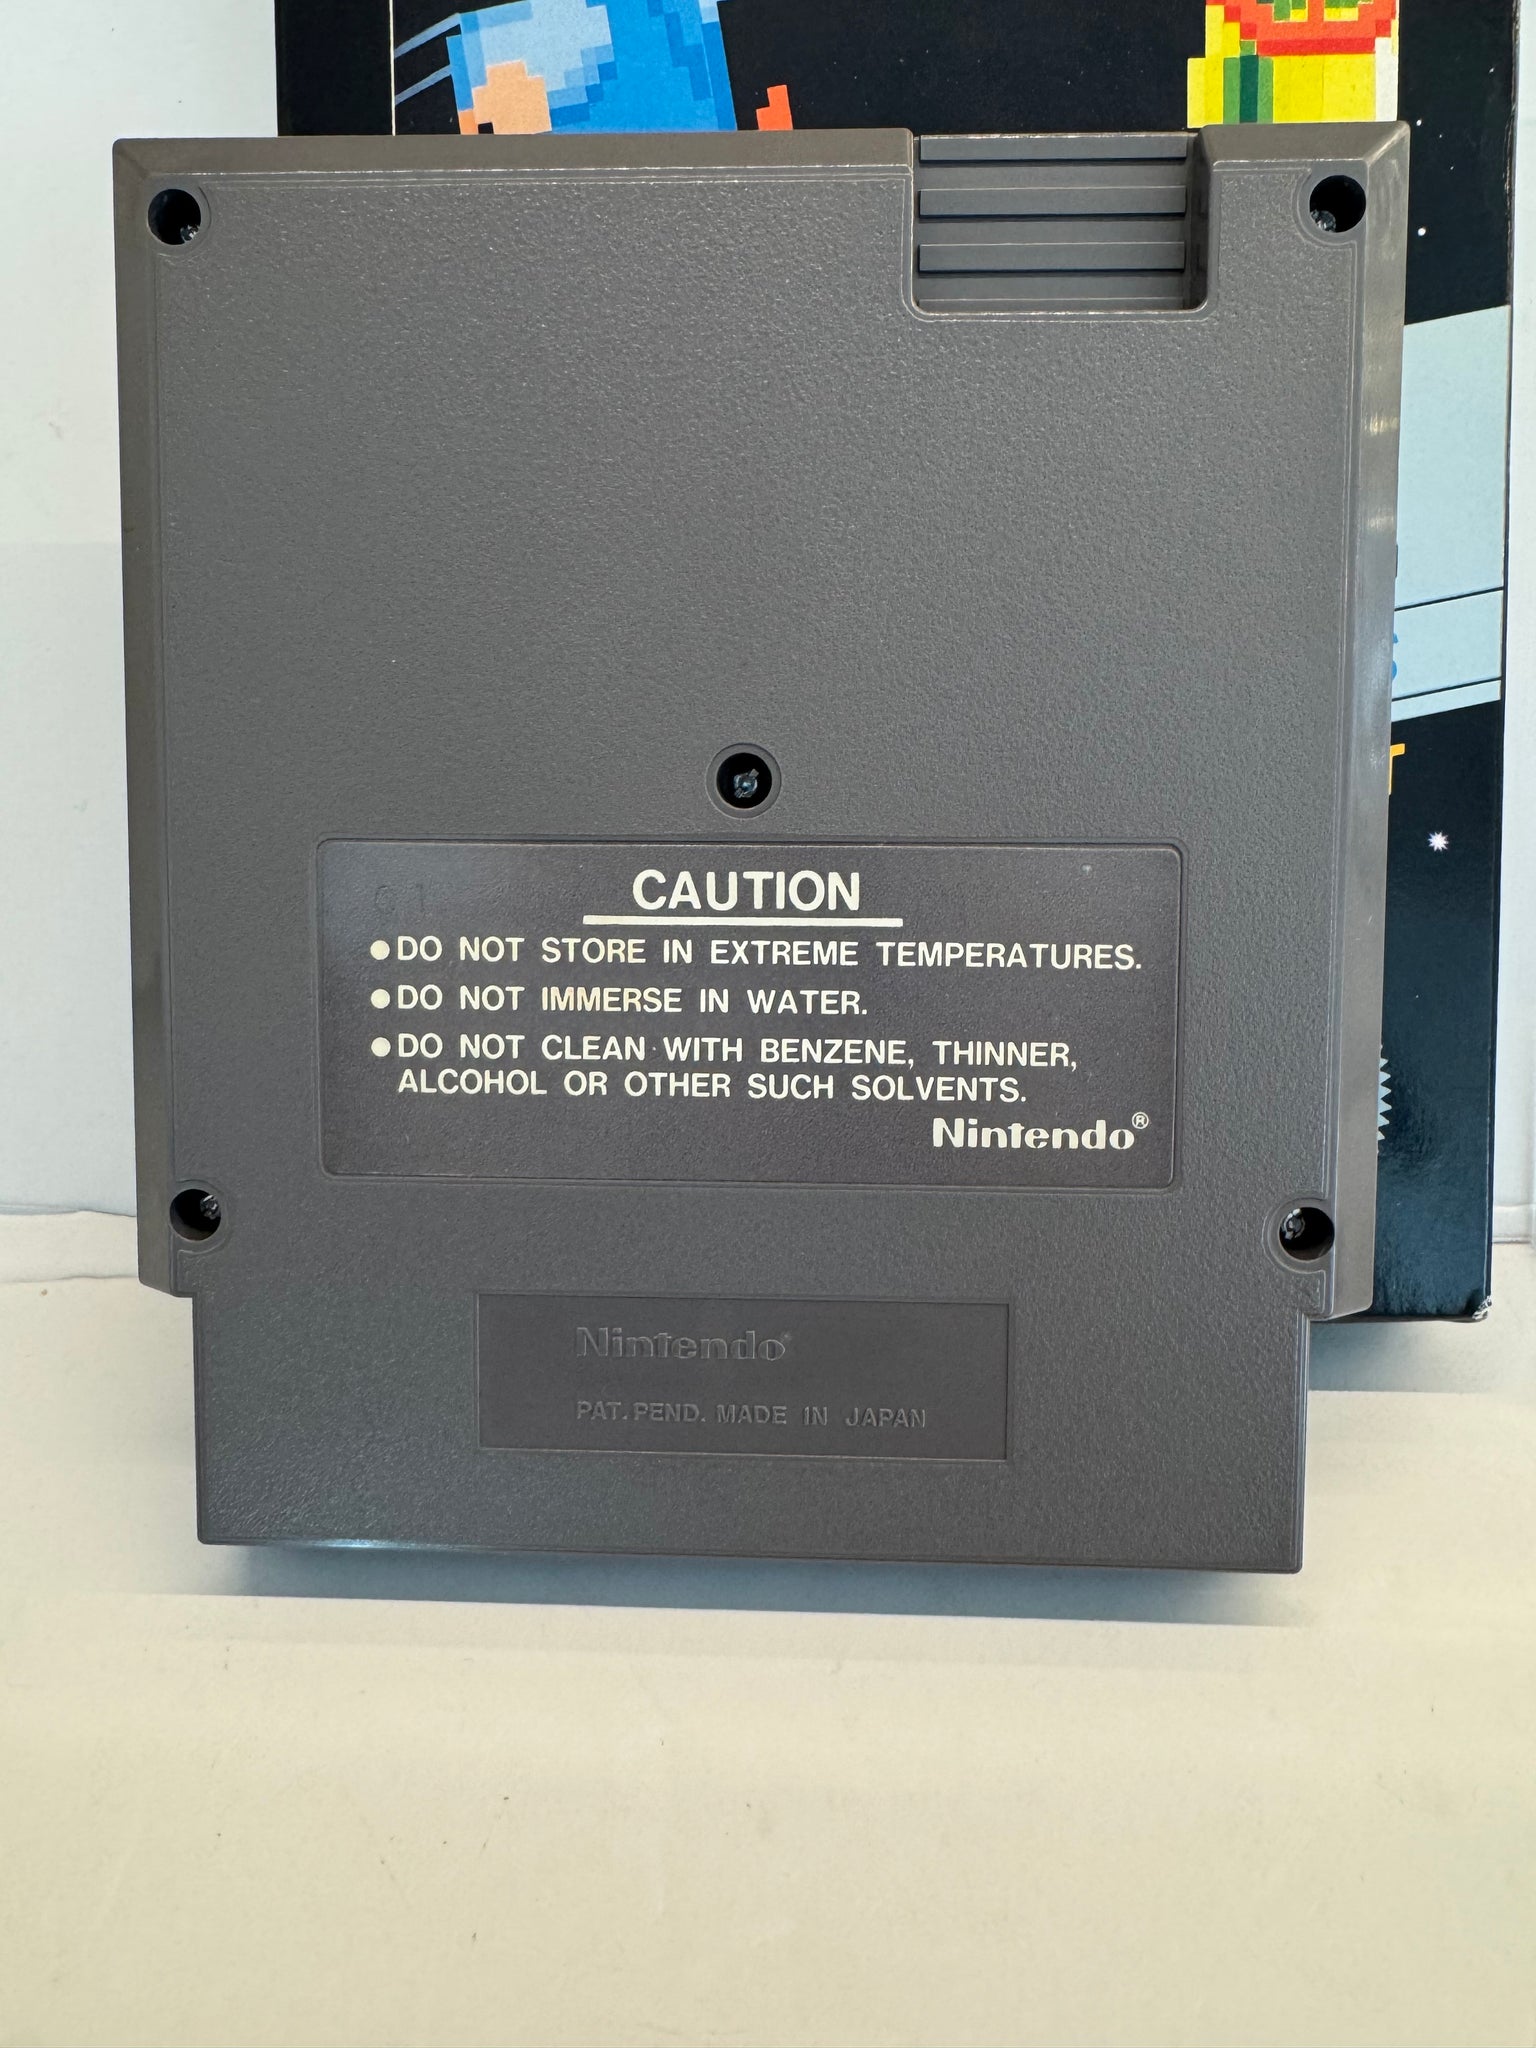 CAUTION
●DO NOT STORE IN EXTREME TEMPERATURES.
●DO NOT IMMERSE IN WATER.
●DO NOT CLEAN WITH BENZENE, THINNER,
ALCOHOL OR OTHER SUCH SOLVENTS.
Nintendo®
Nintendo®
PAT. PEND. MADE IN JAPAN